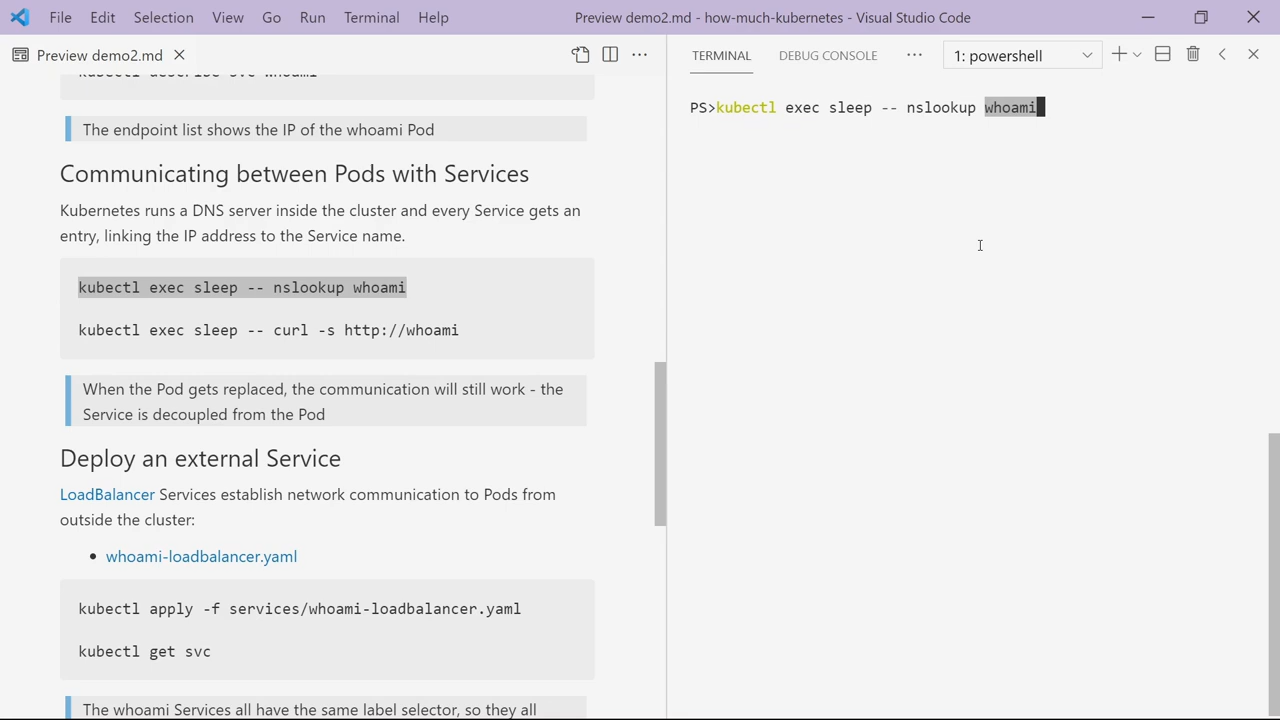 File Edit Selection View Go Run Terminal Help Preview demo2.md - how-much-kubernetes - Visual Studio Code
Preview demo2.md
kubectl describe svc whoami
The endpoint list shows the IP of the whoami Pod
Communicating between Pods with Services
Kubernetes runs a DNS server inside the cluster and every Service gets an
entry, linking the IP address to the Service name.
kubectl exec sleep -- nslookup whoami
kubectl exec sleep -- curl -s http://whoami
When the Pod gets replaced, the communication will still work - the
Service is decoupled from the Pod
Deploy an external Service
LoadBalancer Services establish network communication to Pods from
outside the cluster:
whoami-loadbalancer.yaml
kubectl apply -f services/whoami-loadbalancer.yaml
kubectl get svc
The whoami Services all have the same label selector, so they all
TERMINAL DEBUG CONSOLE ··· 1: powershell
PS>kubectl exec sleep -- nslookup whoami